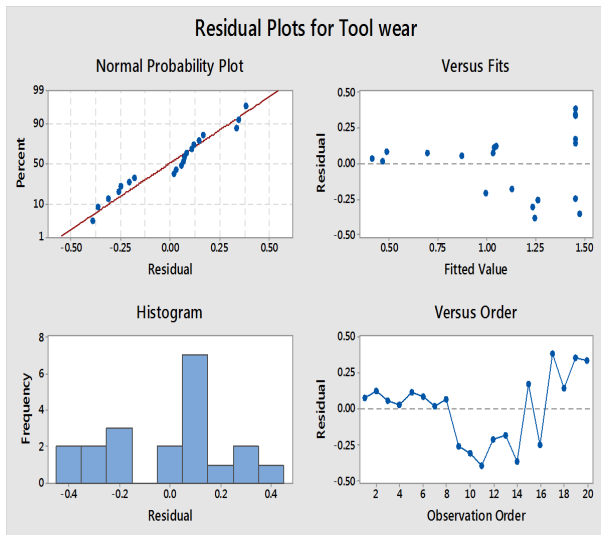 Residual Plots for Tool wear
Normal Probability Plot
99
90
50
10
1
Percent
-0.50 -0.25 0.00 0.25 0.50
Residual
Versus Fits
0.50
0.25
0.00
-0.25
-0.50
Residual
0.50 0.75 1.00 1.25 1.50
Fitted Value
Histogram
8
6
4
2
0
Frequency
-0.4 -0.2 0.0 0.2 0.4
Residual
Versus Order
0.50
0.25
0.00
-0.25
-0.50
Residual
2 4 6 8 10 12 14 16 18 20
Observation Order